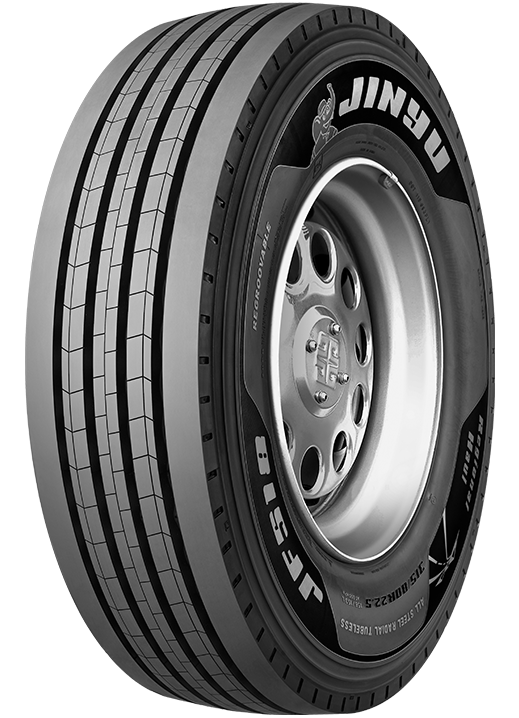 JINYU
REGROOVABLE
JF518
315/80R22.5
ALL STEEL RADIAL TUBELESS